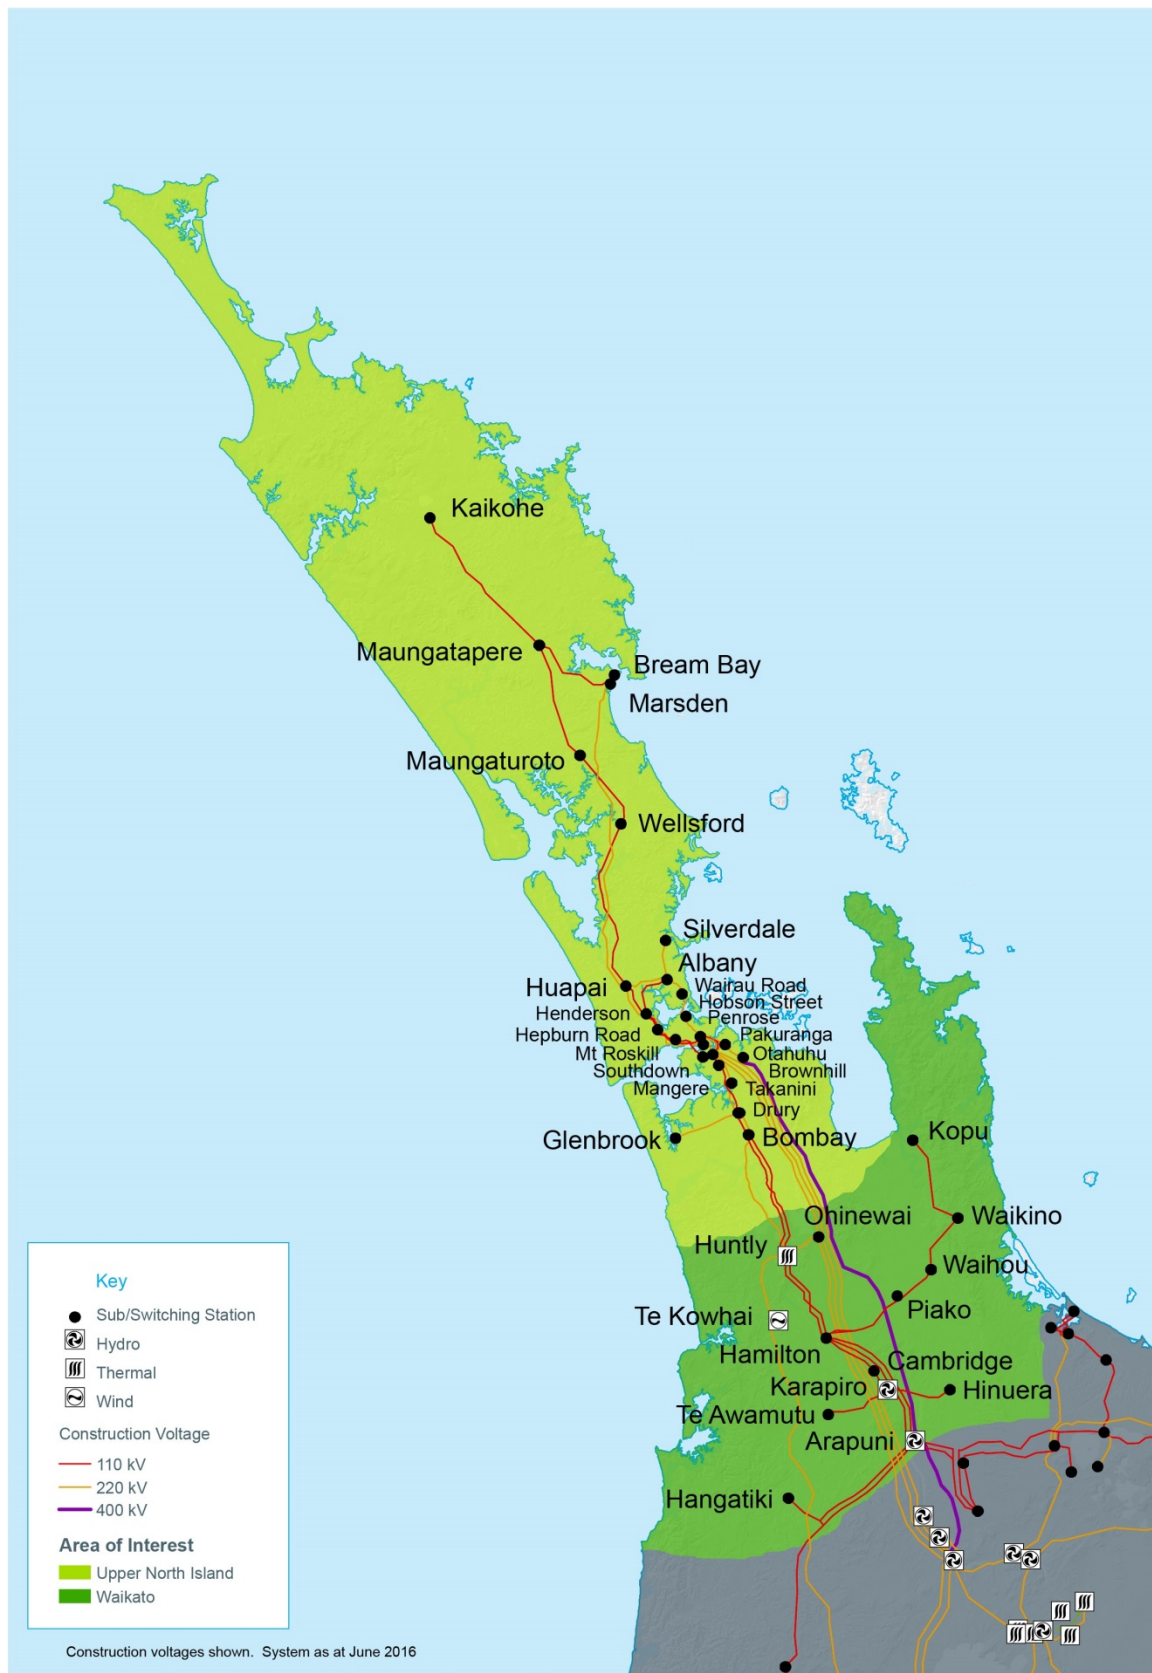 Kaikohe
Maungatapere
Bream Bay
Marsden
Maungaturoto
Wellsford
Silverdale
Albany
Huapai
Wairau Road
Hobson Street
Henderson
Penrose
Hepburn Road
Pakuranga
Mt Roskill
Otahuhu
Southdown
Brownhill
Mangere
Takanini
Drury
Glenbrook
Bombay
Kopu
Ohinewai
Waikino
Huntly
Waihou
Piako
Te Kowhai
Hamilton
Cambridge
Karapiro
Hinuera
Te Awamutu
Arapuni
Hangatiki
Key
Sub/Switching Station
Hydro
Thermal
Wind
Construction Voltage
110 kV
220 kV
400 kV
Area of Interest
Upper North Island
Waikato
Construction voltages shown. System as at June 2016